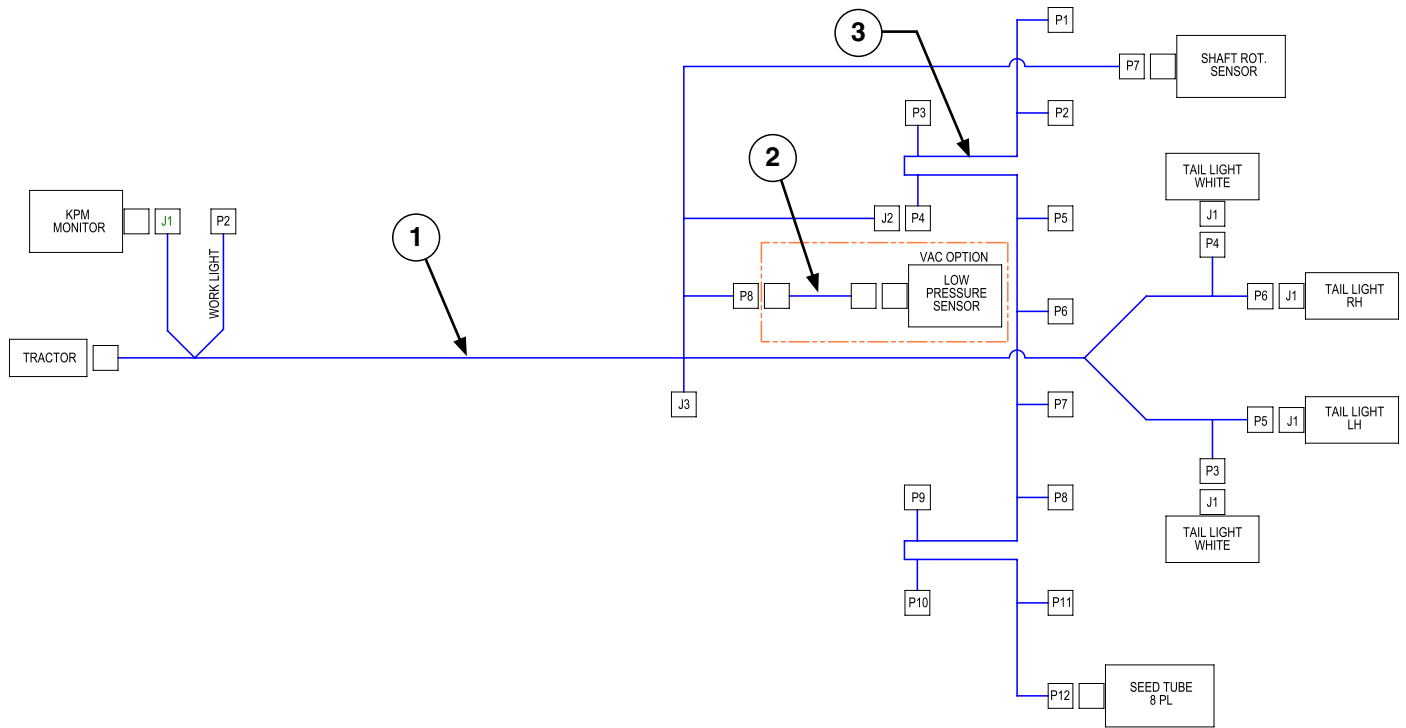 P1
3
P7
SHAFT ROT.
SENSOR
P3
P2
2
TAIL LIGHT
WHITE
KPM
MONITOR
J1
P2
WORK LIGHT
1
J2
P4
P5
J1
P4
VAC OPTION
P8
LOW
PRESSURE
SENSOR
P6
P6
J1
TAIL LIGHT
RH
TRACTOR
J3
P7
P5
J1
TAIL LIGHT
LH
P3
P9
P8
J1
TAIL LIGHT
WHITE
P10
P11
P12
SEED TUBE
8 PL